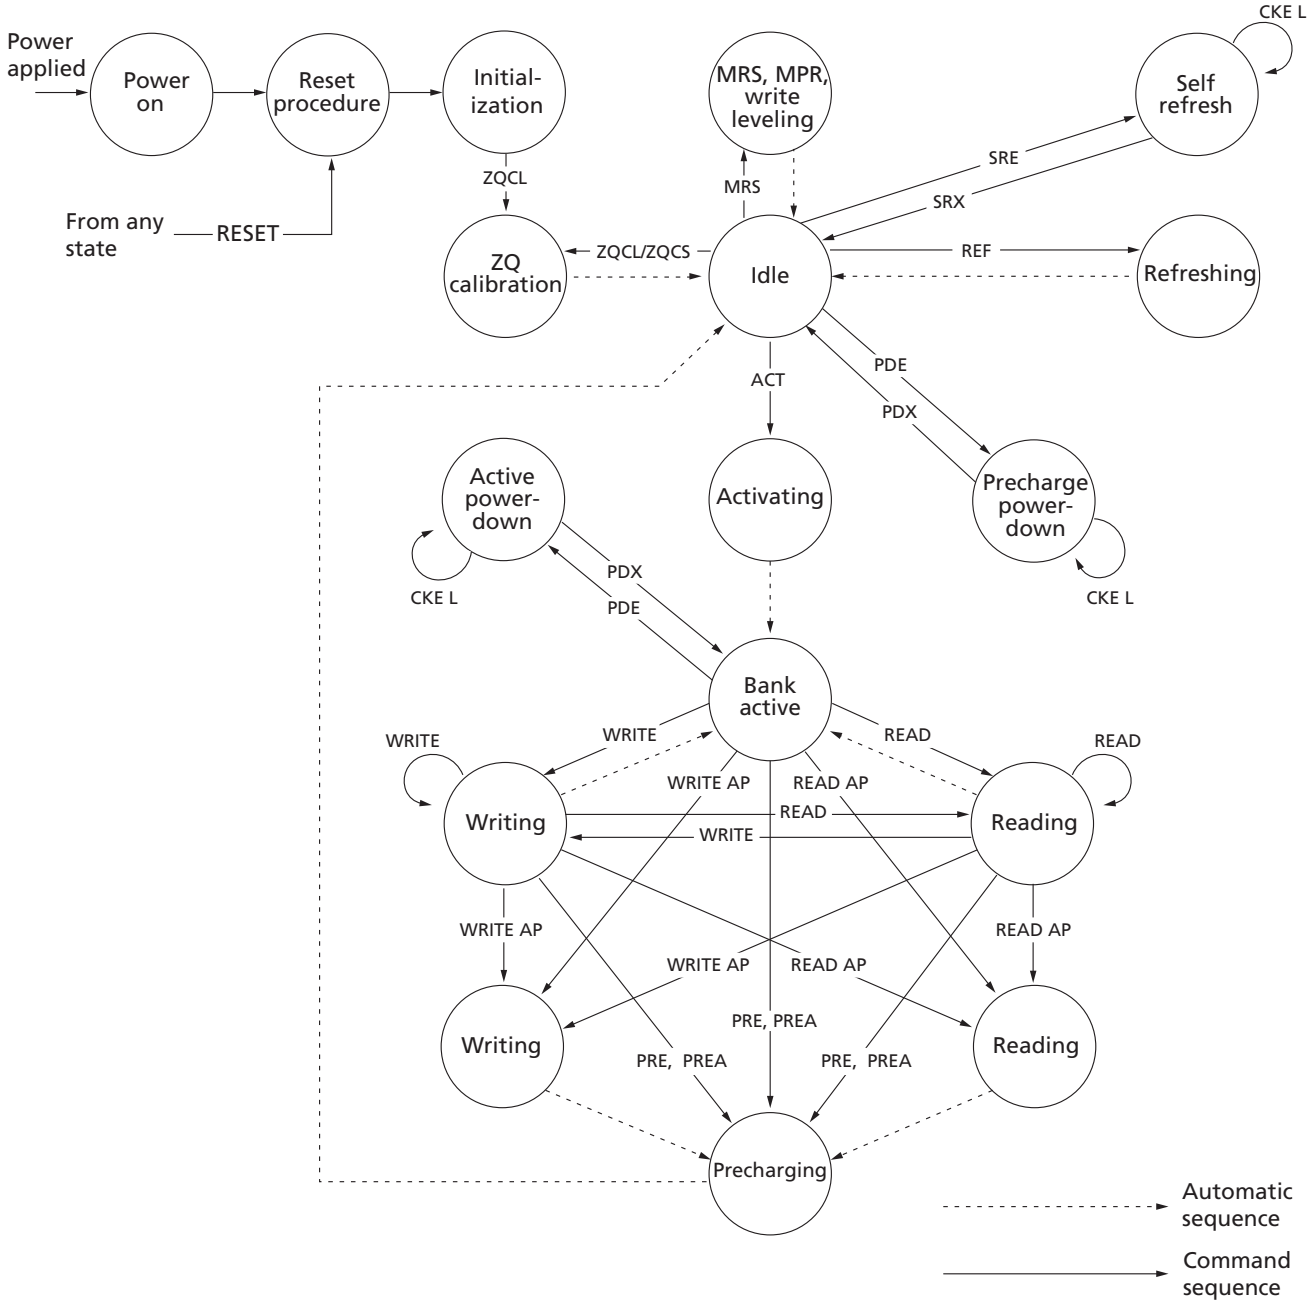 CKE L
Power
applied
Power
on
Reset
procedure
Initial-
ization
MRS, MPR,
write
leveling
Self
refresh
SRE
ZQCL
MRS
SRX
From any
state
RESET
ZQCL/ZQCS
REF
ZQ
calibration
Idle
Refreshing
PDE
ACT
PDX
Active
power-
down
Activating
Precharge
power-
down
PDX
CKE L
PDE
CKE L
Bank
active
WRITE
WRITE
READ
READ
WRITE AP
READ AP
Writing
READ
WRITE
Reading
WRITE AP
READ AP
WRITE AP
READ AP
PRE, PREA
Writing
Reading
PRE, PREA
PRE, PREA
Precharging
Automatic
sequence
Command
sequence